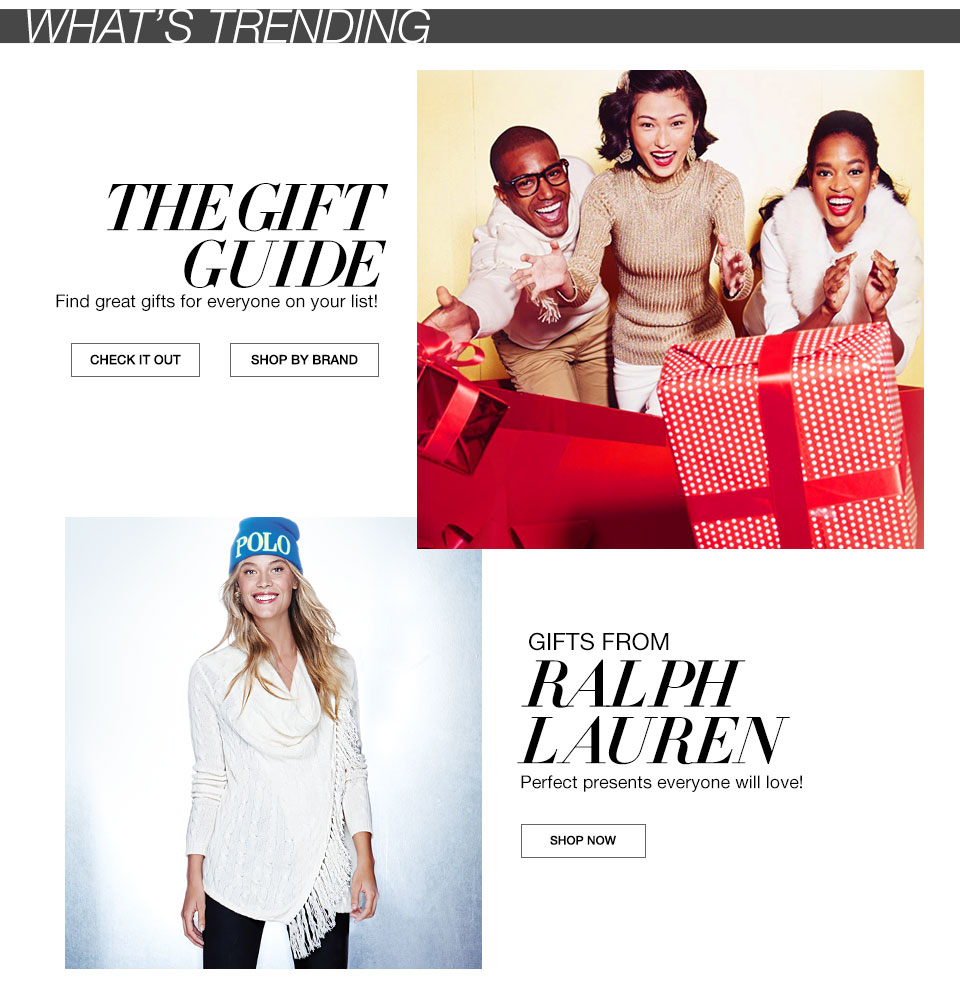 WHAT'S TRENDING
THE GIFT
GUIDE
Find great gifts for everyone on your list!
CHECK IT OUT
SHOP BY BRAND
POLO
GIFTS FROM
RALPH
LAUREN
Perfect presents everyone will love!
SHOP NOW